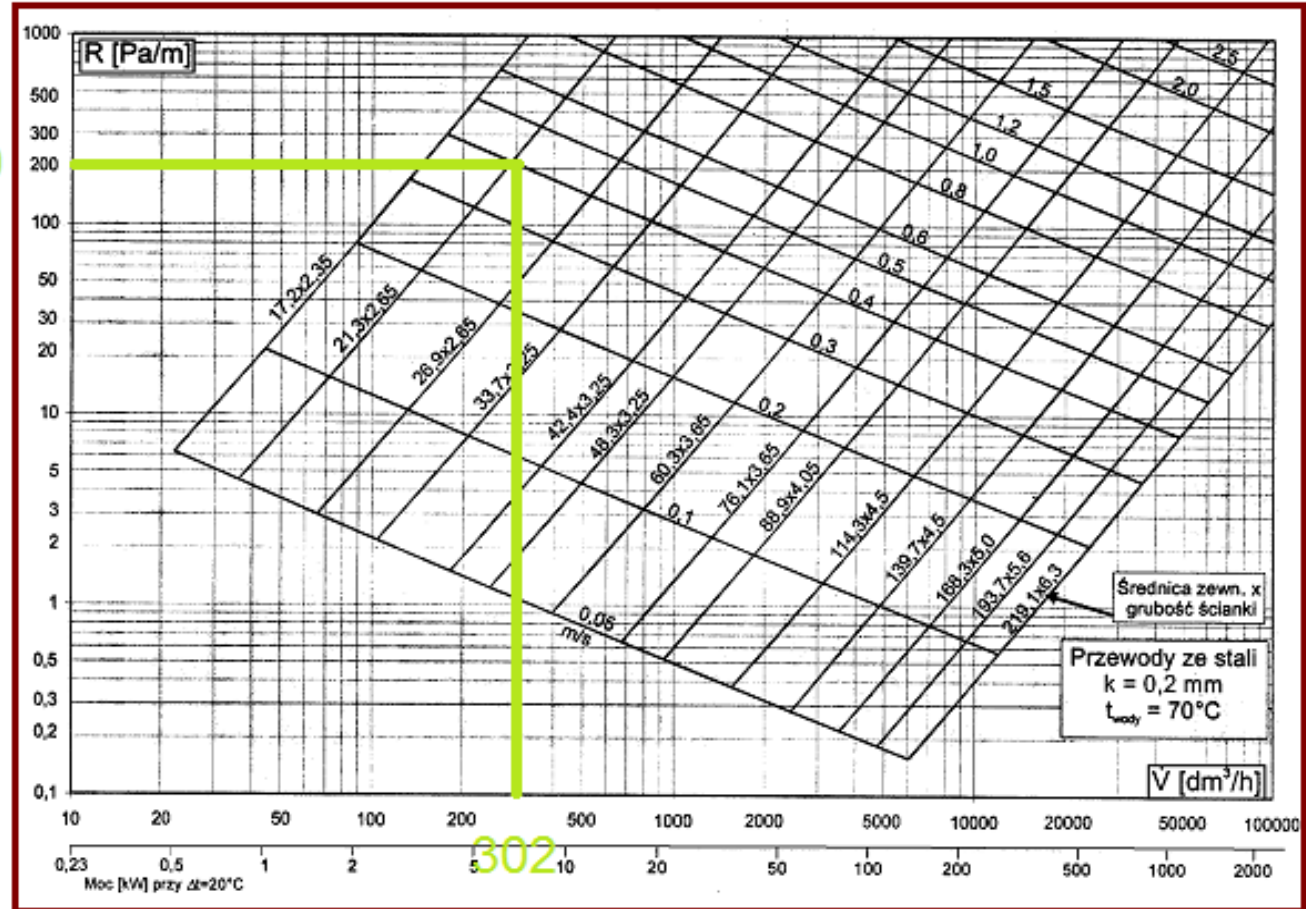 R [Pa/m]
1000
500
300
200
100
50
30
20
10
5
3
2
1
0,5
0,3
0,2
0,1
2,5
2,0
1,5
1,2
1,0
0,8
0,6
0,5
0,4
0,3
0,2
0,1
0,06
m/s
17,2x2,35
21,3x2,65
26,9x2,65
42,4x3,25
48,3x3,25
60,3x3,65
76,1x3,65
88,9x4,05
114,3x4,5
139,7x4,5
168,3x5,0
193,7x5,6
219,1x6,3
Średnica zewn. x
grubość ścianki
Przewody ze stali
k = 0,2 mm
twody = 70°C
V̇ [dm³/h]
10 20 50 100 200 500 1000 2000 5000 10000 20000 50000 100000
302
0,23 0,5 1 2 5 10 20 50 100 200 500 1000 2000
Moc [kW] przy Δt=20°C